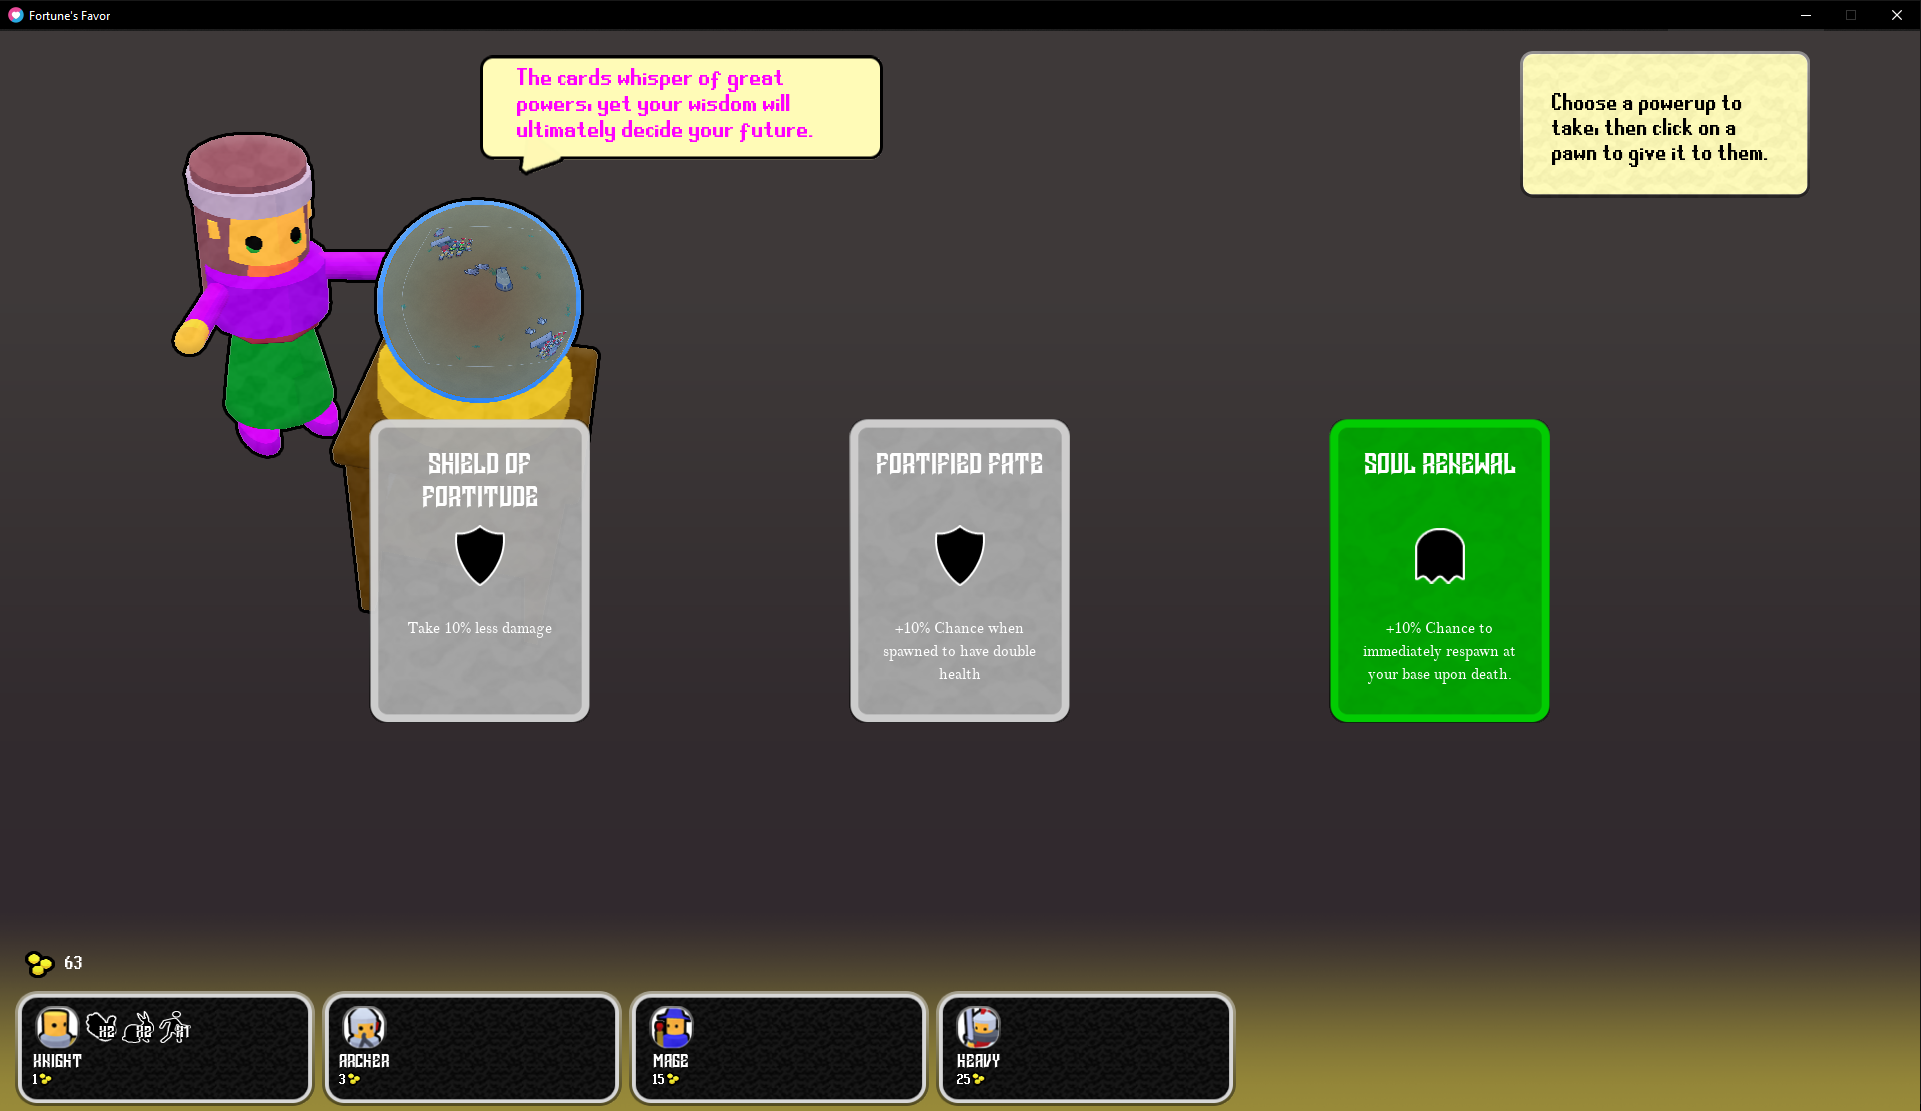 Fortune's Favor
The cards whisper of great
powers, yet your wisdom will
ultimately decide your future.
Choose a powerup to
take, then click on a
pawn to give it to them.
SHIELD OF
FORTITUDE
Take 10% less damage
FORTIFIED FATE
+10% Chance when
spawned to have double
health
SOUL RENEWAL
+10% Chance to
immediately respawn at
your base upon death.
63
X2 X2 X1
KNIGHT
1
ARCHER
3
MAGE
15
HEAVY
25